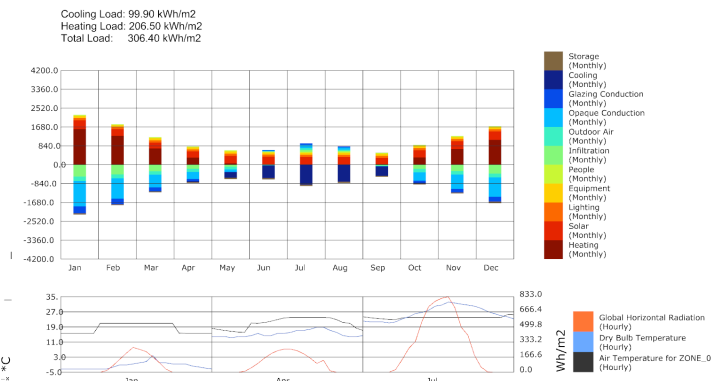 Cooling Load: 99.90 kWh/m2
Heating Load: 206.50 kWh/m2
Total Load: 306.40 kWh/m2
4200.0
3360.0
2520.0
1680.0
840.0
0.0
-840.0
-1680.0
-2520.0
-3360.0
-4200.0
Jan Feb Mar Apr May Jun Jul Aug Sep Oct Nov Dec
Storage
(Monthly)
Cooling
(Monthly)
Glazing Conduction
(Monthly)
Opaque Conduction
(Monthly)
Outdoor Air
(Monthly)
Infiltration
(Monthly)
People
(Monthly)
Equipment
(Monthly)
Lighting
(Monthly)
Solar
(Monthly)
Heating
(Monthly)
35.
27.0
19.0
11.0
3.0
-5.0
*C
833.0
666.4
499.8
333.2
166.6
0.0
Wh/m2
Jan Apr Jul
Global Horizontal Radiation
(Hourly)
Dry Bulb Temperature
(Hourly)
Air Temperature for ZONE_0
(Hourly)